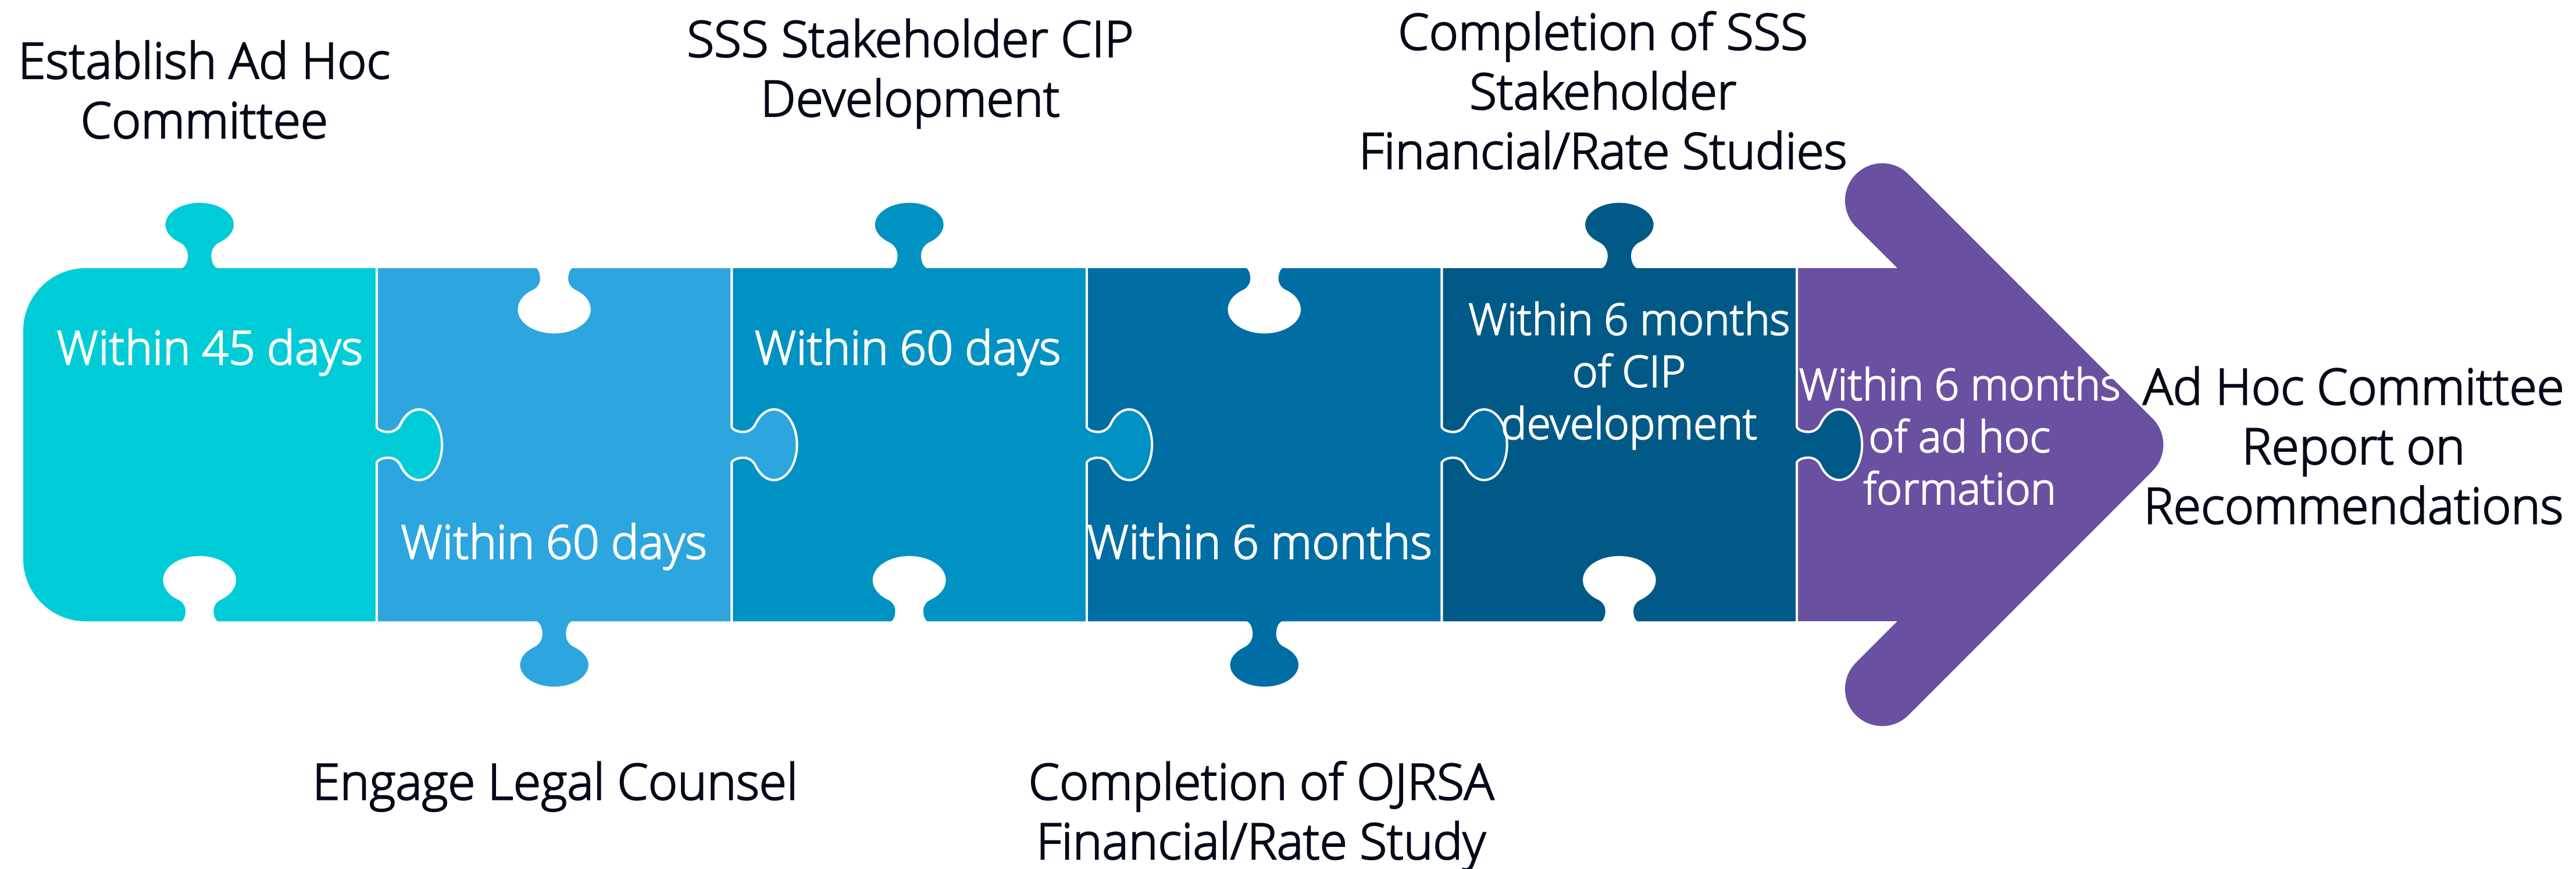 Establish Ad Hoc
Committee
Within 45 days
Engage Legal Counsel
Within 60 days
SSS Stakeholder CIP
Development
Within 60 days
Completion of OJRSA
Financial/Rate Study
Within 6 months
Completion of SSS
Stakeholder
Financial/Rate Studies
Within 6 months
of CIP
development
Within 6 months
of ad hoc
formation
Ad Hoc Committee
Report on
Recommendations